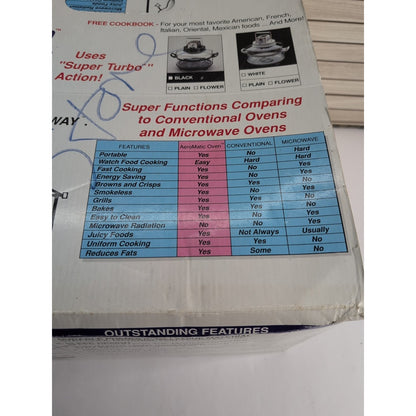 FREE COOKBOOK - For your most favorite American, French,
Italian, Oriental, Mexican foods ... And More!
Uses
"Super Turbo"
Action!
BLACK
PLAIN FLOWER
WHITE
PLAIN FLOWER
WAY.
Super Functions Comparing
to Conventional Ovens
and Microwave Ovens
FEATURES AeroMatic Oven CONVENTIONAL MICROWAVE
Portable Yes No Hard
Watch Food Cooking Easy Hard Hard
Fast Cooking Yes No Yes
Energy Saving Yes No Yes
Browns and Crisps Yes Yes No
Smokeless Yes No Yes
Grills Yes Yes No
Bakes Yes Yes No
Easy to Clean Yes No Yes
Microwave Radiation No No Yes
Juicy Foods Yes Not Always Usually
Uniform Cooking Yes Yes No
Reduces Fats Yes Some No
OUTSTANDING FEATURES